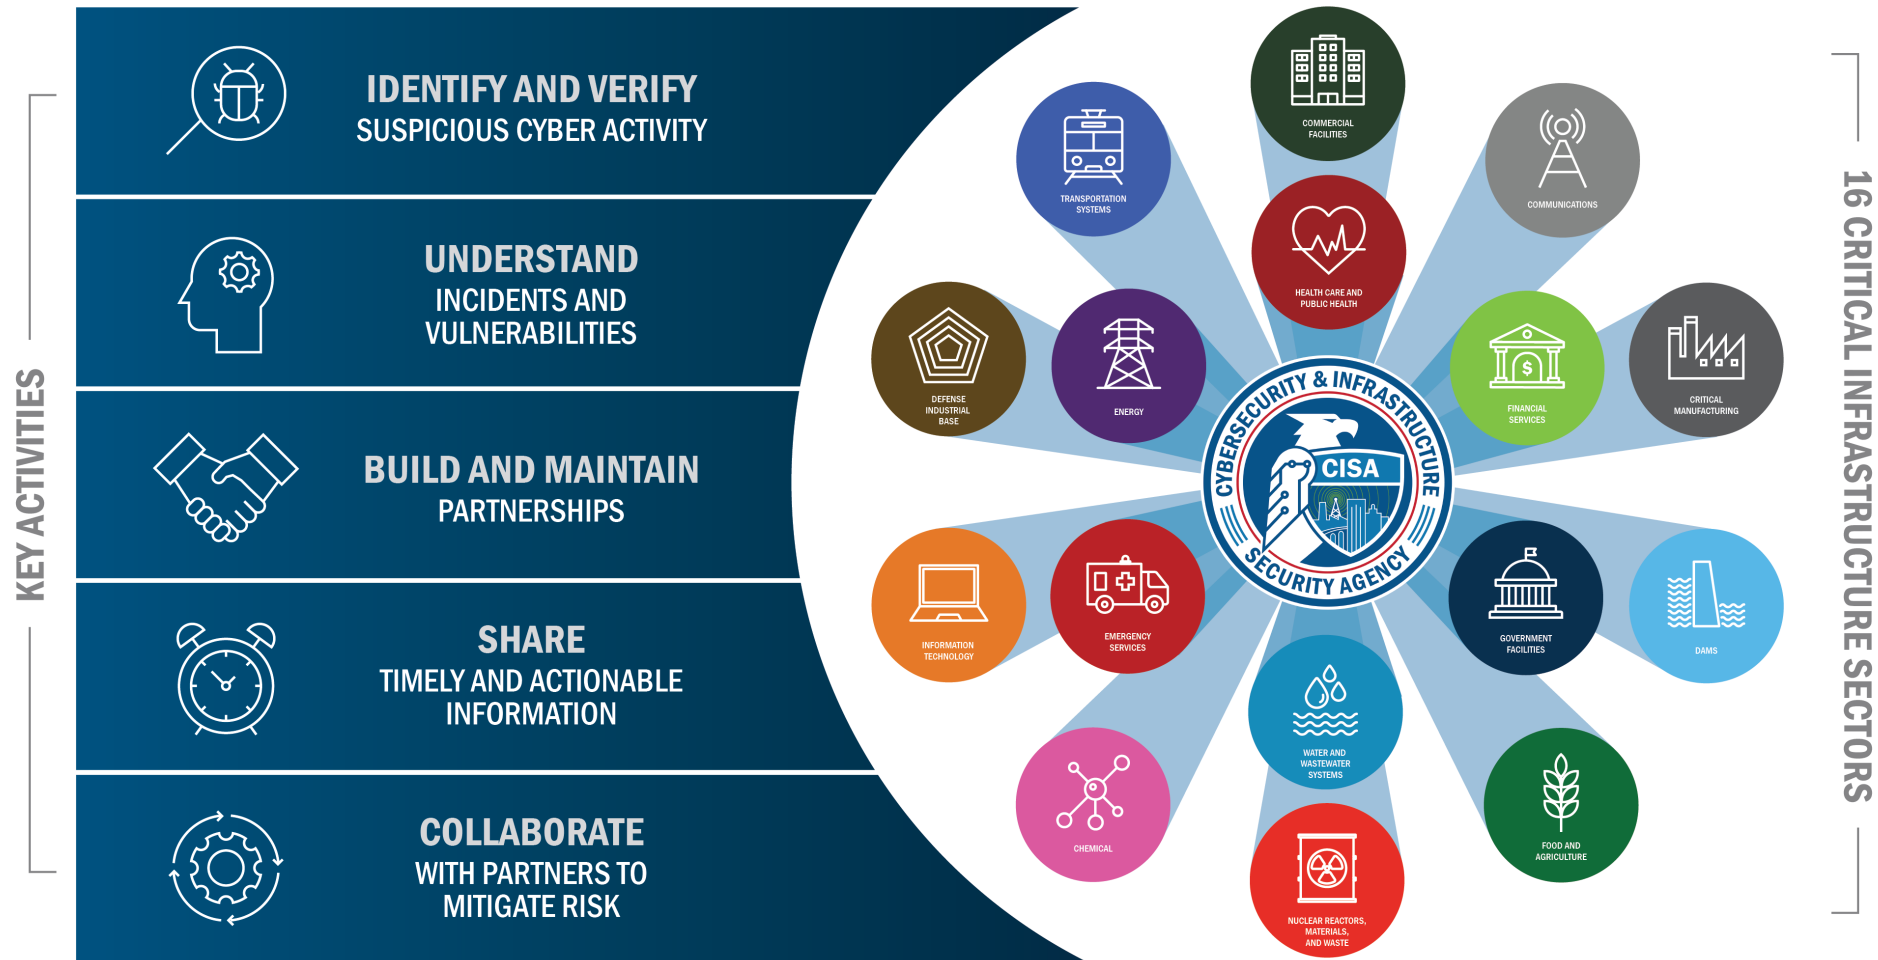 KEY ACTIVITIES
IDENTIFY AND VERIFY
SUSPICIOUS CYBER ACTIVITY
UNDERSTAND
INCIDENTS AND
VULNERABILITIES
BUILD AND MAINTAIN
PARTNERSHIPS
SHARE
TIMELY AND ACTIONABLE
INFORMATION
COLLABORATE
WITH PARTNERS TO
MITIGATE RISK
COMMERCIAL
FACILITIES
TRANSPORTATION
SYSTEMS
COMMUNICATIONS
HEALTH CARE AND
PUBLIC HEALTH
DEFENSE
INDUSTRIAL
BASE
ENERGY
$
FINANCIAL
SERVICES
CRITICAL
MANUFACTURING
CYBERSECURITY & INFRASTRUCTURE
CISA
SECURITY AGENCY
INFORMATION
TECHNOLOGY
EMERGENCY
SERVICES
GOVERNMENT
FACILITIES
DAMS
WATER AND
WASTEWATER
SYSTEMS
CHEMICAL
FOOD AND
AGRICULTURE
NUCLEAR REACTORS,
MATERIALS,
AND WASTE
16 CRITICAL INFRASTRUCTURE SECTORS